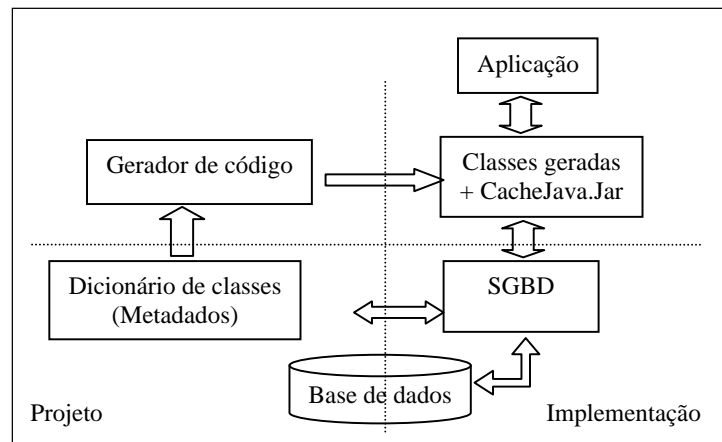 Aplicação
Gerador de código
Classes geradas
+ CacheJava.Jar
Dicionário de classes
(Metadados)
SGBD
Base de dados
Projeto
Implementação